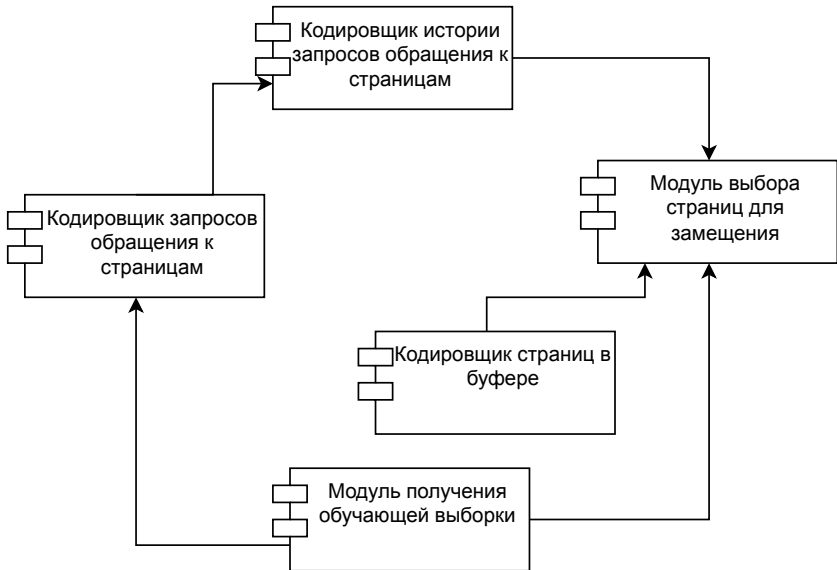 Кодировщик истории
запросов обращения к
страницам
Модуль выбора
страниц для
замещения
Кодировщик запросов
обращения к
страницам
Кодировщик страниц в
буфере
Модуль получения
обучающей выборки